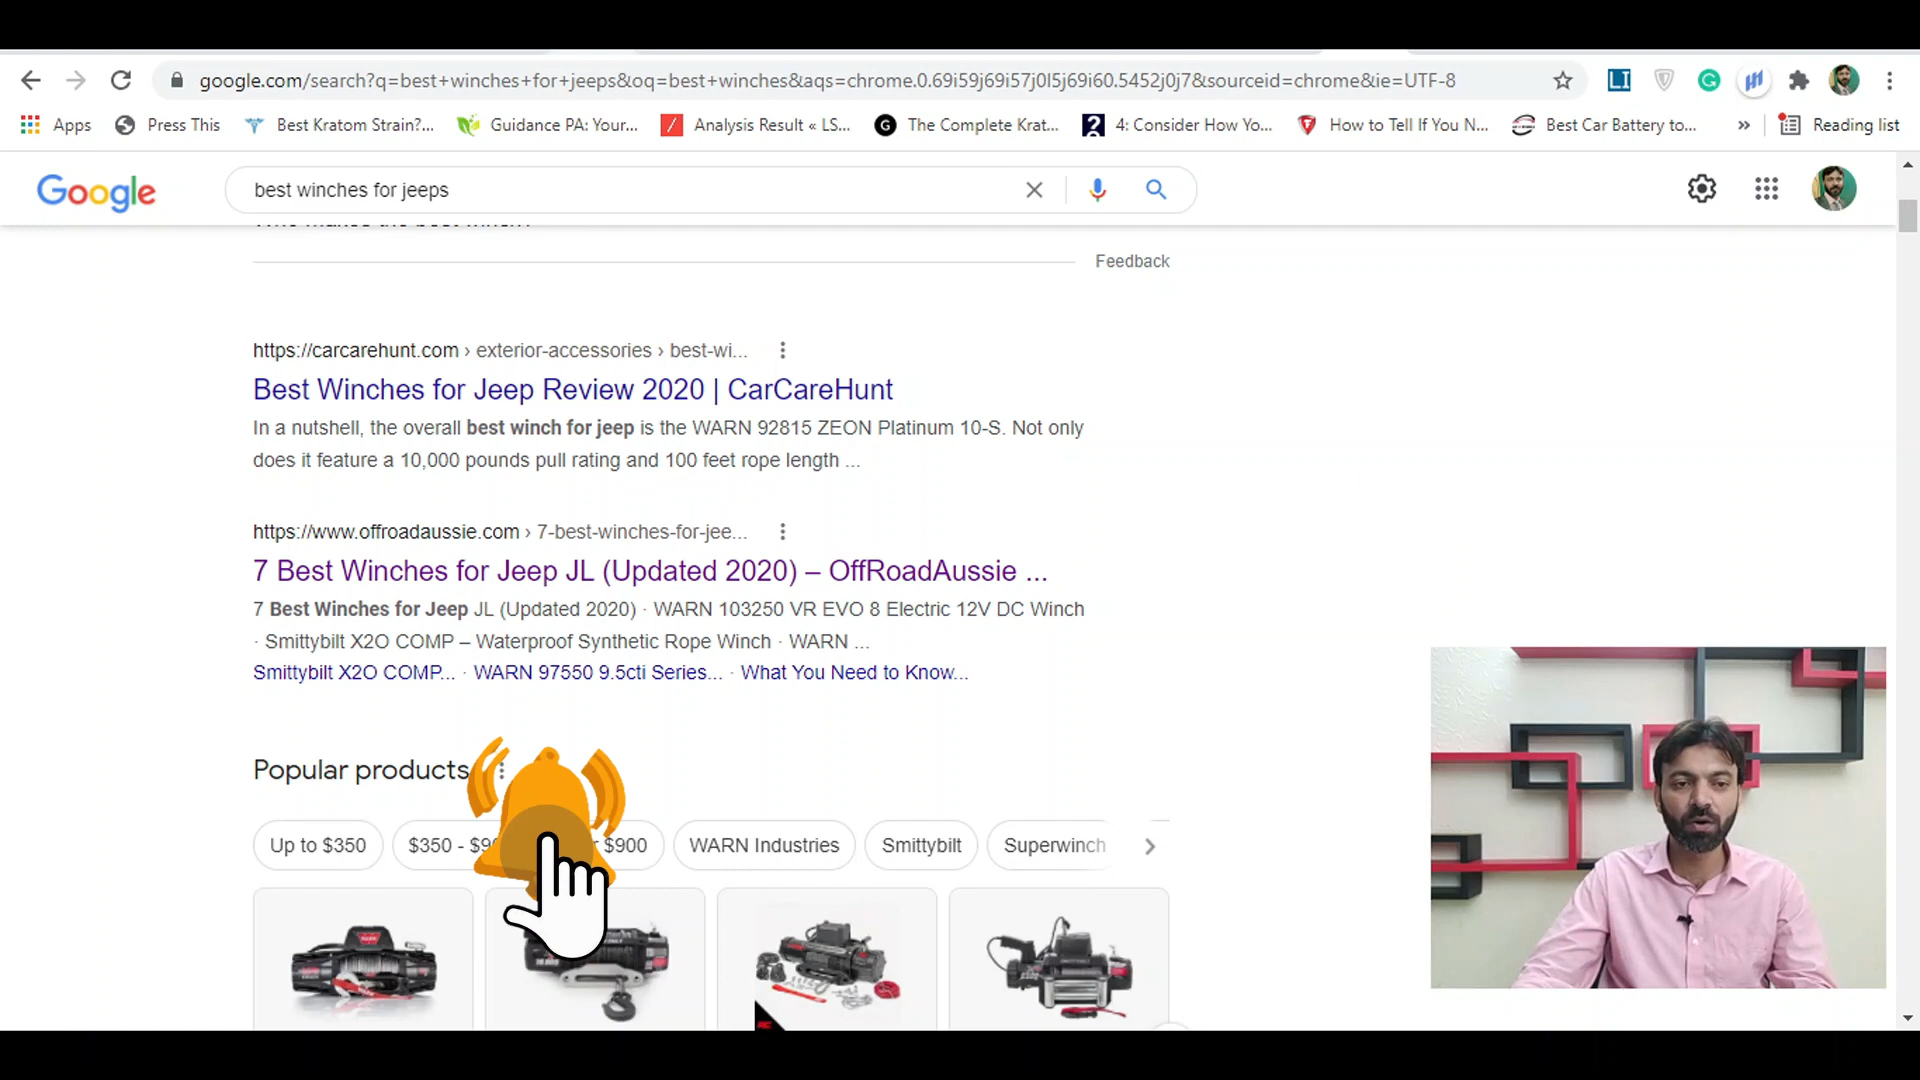 google.com/search?q=best+winches+for+jeeps&oq=best+winches&aqs=chrome.0.69i59j69i57j0l5j69i60.5452j0j7&sourceid=chrome&ie=UTF-8
Apps Press This Best Kratom Strain?... Guidance PA: Your... Analysis Result « LS... The Complete Krat... 4: Consider How Yo... How to Tell If You N... Best Car Battery to... » Reading list
Google best winches for jeeps
Feedback
https://carcarehunt.com › exterior-accessories › best-wi...
Best Winches for Jeep Review 2020 | CarCareHunt
In a nutshell, the overall best winch for jeep is the WARN 92815 ZEON Platinum 10-S. Not only
does it feature a 10,000 pounds pull rating and 100 feet rope length ...
https://www.offroadaussie.com › 7-best-winches-for-jee...
7 Best Winches for Jeep JL (Updated 2020) – OffRoadAussie ...
7 Best Winches for Jeep JL (Updated 2020) · WARN 103250 VR EVO 8 Electric 12V DC Winch
· Smittybilt X2O COMP – Waterproof Synthetic Rope Winch · WARN ...
Smittybilt X2O COMP... · WARN 97550 9.5cti Series... · What You Need to Know...
Popular products
Up to $350 $350 - $9 $900 WARN Industries Smittybilt Superwinch